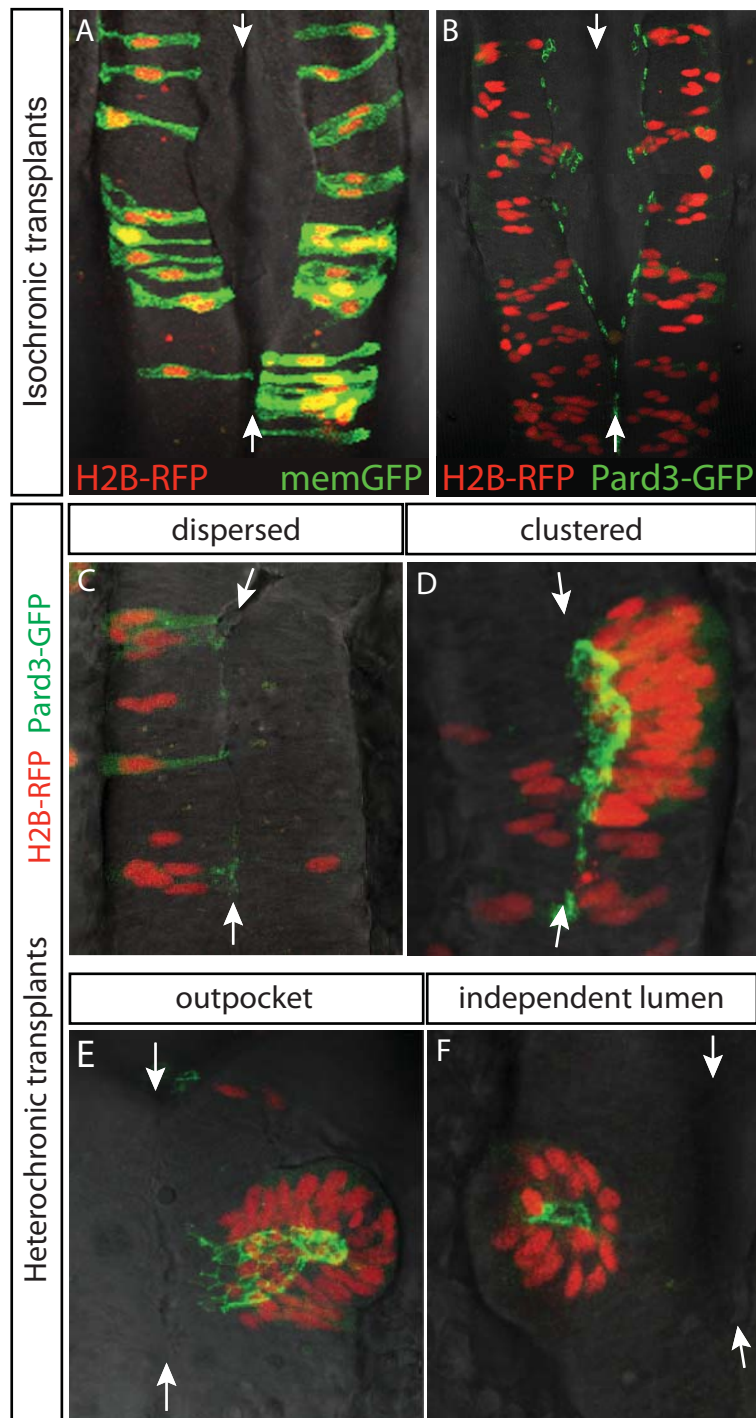 Isochronic transplants
A
B
H2B-RFP memGFP
H2B-RFP Pard3-GFP
Heterochronic transplants H2B-RFP Pard3-GFP
dispersed
clustered
C
D
outpocket
independent lumen
E
F